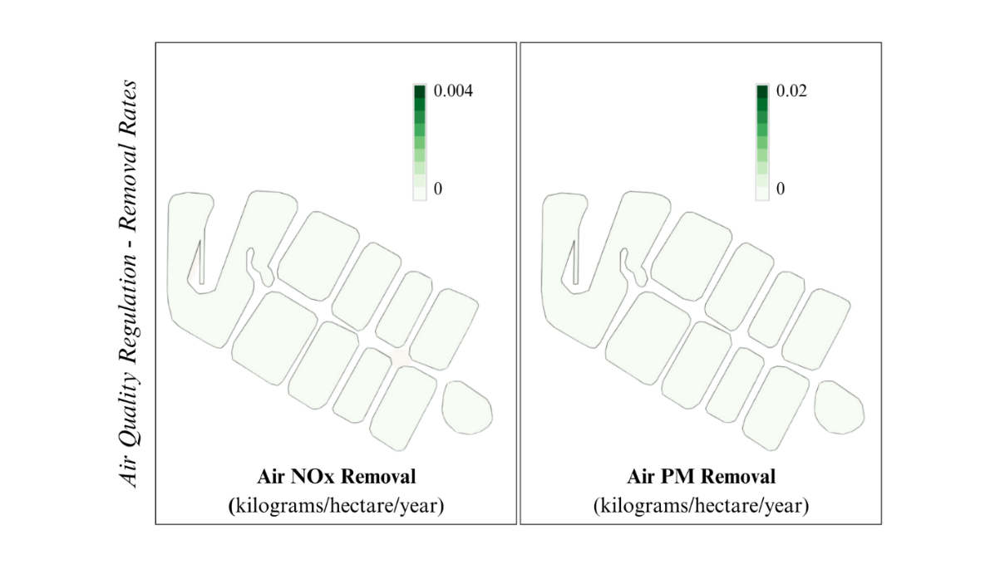 Air Quality Regulation - Removal Rates
0.004
0
Air NOx Removal
(kilograms/hectare/year)
0.02
0
Air PM Removal
(kilograms/hectare/year)